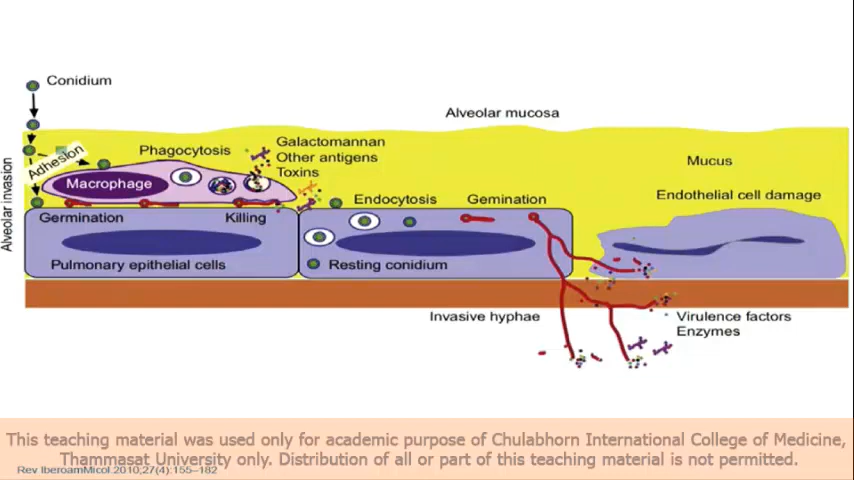 Conidium
Alveolar mucosa
Alveolar invasion
Adhesion
Phagocytosis
Galactomannan
Other antigens
Toxins
Mucus
Macrophage
Endocytosis
Gemination
Endothelial cell damage
Germination
Killing
Pulmonary epithelial cells
Resting conidium
Invasive hyphae
Virulence factors
Enzymes
This teaching material was used only for academic purpose of Chulabhorn International College of Medicine,
Thammasat University only. Distribution of all or part of this teaching material is not permitted.
Rev IberoamMicol.2010;27(4):155–182